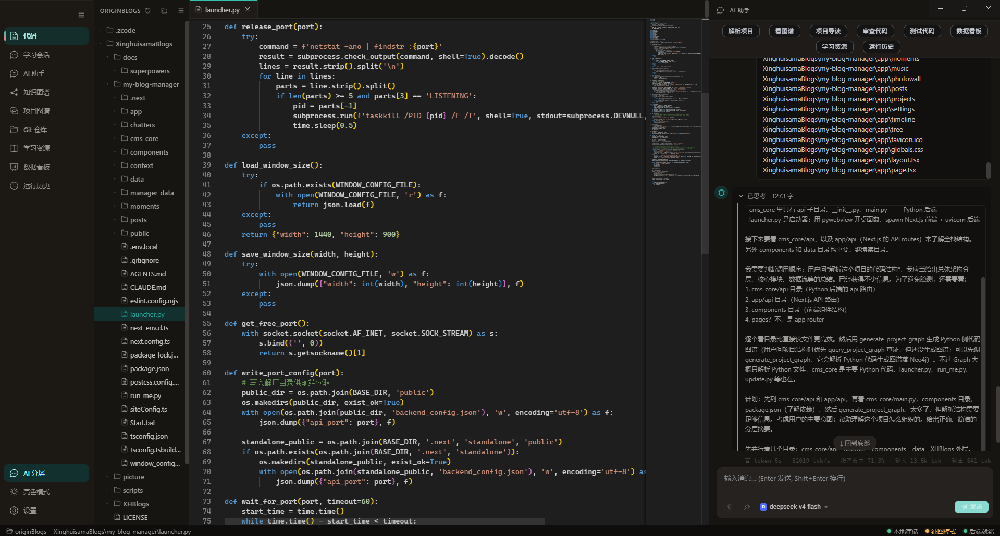 代码
学习会话
AI 助手
知识图谱
项目图谱
Git 仓库
学习资源
数据看板
运行历史
AI 分屏
亮色模式
设置
ORIGINBLOGS
.zcode
XinghuisamaBlogs
docs
superpowers
my-blog-manager
.next
app
chatters
cms_core
components
context
data
manager_data
moments
posts
public
.env.local
.gitignore
AGENTS.md
CLAUDE.md
eslint.config.mjs
launcher.py
next-env.d.ts
next.config.ts
package-lock.j...
package.json
postcss.config....
run_me.py
siteConfig.ts
Start.bat
tsconfig.json
tsconfig.tsbuild...
window_config...
picture
scripts
XHBlogs
LICENSE
launcher.py
25 def release_port(port):
26 try:
27 command = f'netstat -ano | findstr :{port}'
28 result = subprocess.check_output(command, shell=True).decode()
29 lines = result.strip().split('\n')
30 for line in lines:
31 parts = line.strip().split()
32 if len(parts) >= 5 and parts[3] == 'LISTENING':
33 pid = parts[-1]
34 subprocess.run(f'taskkill /PID {pid} /F /T', shell=True, stdout=subprocess.DEVNULL,
35 time.sleep(0.5)
36 except:
37 pass
38
39 def load_window_size():
40 try:
41 if os.path.exists(WINDOW_CONFIG_FILE):
42 with open(WINDOW_CONFIG_FILE, 'r') as f:
43 return json.load(f)
44 except:
45 pass
46 return {"width": 1440, "height": 900}
47
48 def save_window_size(width, height):
49 try:
50 with open(WINDOW_CONFIG_FILE, 'w') as f:
51 json.dump({"width": int(width), "height": int(height)}, f)
52 except:
53 pass
54
55 def get_free_port():
56 with socket.socket(socket.AF_INET, socket.SOCK_STREAM) as s:
57 s.bind(('', 0))
58 return s.getsockname()[1]
59
60 def write_port_config(port):
61 # 写入解压目录供前端读取
62 public_dir = os.path.join(BASE_DIR, 'public')
63 os.makedirs(public_dir, exist_ok=True)
64 with open(os.path.join(public_dir, 'backend_config.json'), 'w', encoding='utf-8') as f:
65 json.dump({"api_port": port}, f)
66
67 standalone_public = os.path.join(BASE_DIR, '.next', 'standalone', 'public')
68 if os.path.exists(os.path.join(BASE_DIR, '.next', 'standalone')):
69 os.makedirs(standalone_public, exist_ok=True)
70 with open(os.path.join(standalone_public, 'backend_config.json'), 'w', encoding='utf-8') as
71 json.dump({"api_port": port}, f)
72
73 def wait_for_port(port, timeout=60):
74 start_time = time.time()
75 while time.time() - start_time < timeout:
AI 助手
解析项目 看图谱 项目导读 审查代码 测试代码 数据看板
学习资源 运行历史
XinghuisamaBlogs\my-blog-manager\app\moments
XinghuisamaBlogs\my-blog-manager\app\music
XinghuisamaBlogs\my-blog-manager\app\photowall
XinghuisamaBlogs\my-blog-manager\app\posts
XinghuisamaBlogs\my-blog-manager\app\projects
XinghuisamaBlogs\my-blog-manager\app\settings
XinghuisamaBlogs\my-blog-manager\app\timeline
XinghuisamaBlogs\my-blog-manager\app\tree
XinghuisamaBlogs\my-blog-manager\app\favicon.ico
XinghuisamaBlogs\my-blog-manager\app\globals.css
XinghuisamaBlogs\my-blog-manager\app\layout.tsx
XinghuisamaBlogs\my-blog-manager\app\page.tsx
已思考 · 1273 字
- cms_core 里只有 api 子目录、__init__.py、main.py —— Python 后端
- launcher.py 是启动器：用 pywebview 开桌面窗，spawn Next.js 前端 + uvicorn 后端
接下来要看 cms_core/api、以及 app/api（Next.js 的 API routes）来了解全栈结构。
另外 components 和 data 目录也重要。继续读目录。
我需要判断调用顺序：用户问"解析这个项目的代码结构"，我应当给出总体架构分
层、核心模块、数据流等的总结。已经获得不少信息。为了避免臆测，还需要看：
1. cms_core/api 目录（Python 后端的 api 路由）
2. app/api 目录（Next.js API 路由）
3. components 目录（前端组件结构）
4. pages? 不，是 app router
逐个看目录比直接读文件更高效。然后用 generate_project_graph 生成 Python 侧代码
图谱（用户问项目结构时优先 query_project_graph 查证，但还没生成图谱；可以先调
generate_project_graph，它会解析 Python 代码生成图谱落 Neo4j）。不过 Graph 大
概只解析 Python 文件，cms_core 是主要 Python 代码，launcher.py、run_me.py、
update.py 等也在。
计划：先列 cms_core/api 和 app/api，再看 cms_core/main.py，components 目录，
package.json（了解依赖），然后 generate_project_graph。太多了，但解析结构需要
足够信息。考虑用户的主要意图：帮助理解这个项目怎么组织的。给出正确、简洁的
分层摘要。
先并行看几个目录：cms_core/api、app/api、components、data、XHBlogs 外层。
↓ 回到底部
首 token 5s · 52019 tok/s · 缓存命中 71.3% · 输入 13.5k tok · 输出 541 tok
输入消息... (Enter 发送, Shift+Enter 换行)
deepseek-v4-flash
发送
originBlogs XinghuisamaBlogs\my-blog-manager\launcher.py
本地存储 纯图模式 后端就绪